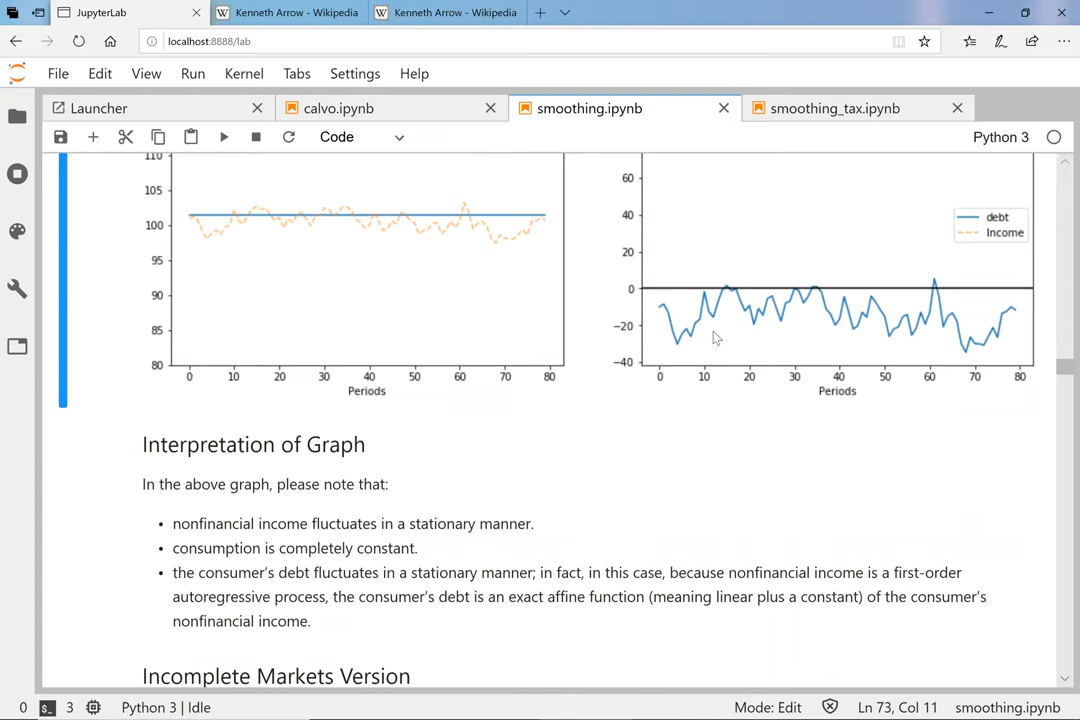 JupyterLab
Kenneth Arrow - Wikipedia
Kenneth Arrow - Wikipedia
localhost:8888/lab
File Edit View Run Kernel Tabs Settings Help
Launcher
calvo.ipynb
smoothing.ipynb
smoothing_tax.ipynb
Code
Python 3
110
105
100
95
90
85
80
0 10 20 30 40 50 60 70 80
Periods
60
40
20
0
−20
−40
debt
Income
0 10 20 30 40 50 60 70 80
Periods
Interpretation of Graph
In the above graph, please note that:
• nonfinancial income fluctuates in a stationary manner.
• consumption is completely constant.
• the consumer’s debt fluctuates in a stationary manner; in fact, in this case, because nonfinancial income is a first-order
autoregressive process, the consumer’s debt is an exact affine function (meaning linear plus a constant) of the consumer’s
nonfinancial income.
Incomplete Markets Version
0 $_ 3 Python 3 | Idle
Mode: Edit Ln 73, Col 11 smoothing.ipynb